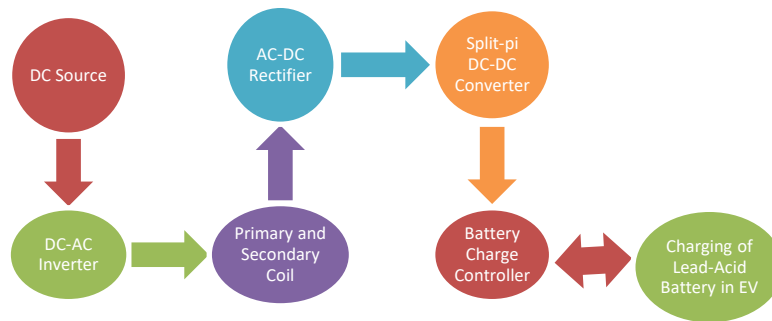 DC Source
DC-AC
Inverter
Primary and
Secondary
Coil
AC-DC
Rectifier
Split-pi
DC-DC
Converter
Battery
Charge
Controller
Charging of
Lead-Acid
Battery in EV